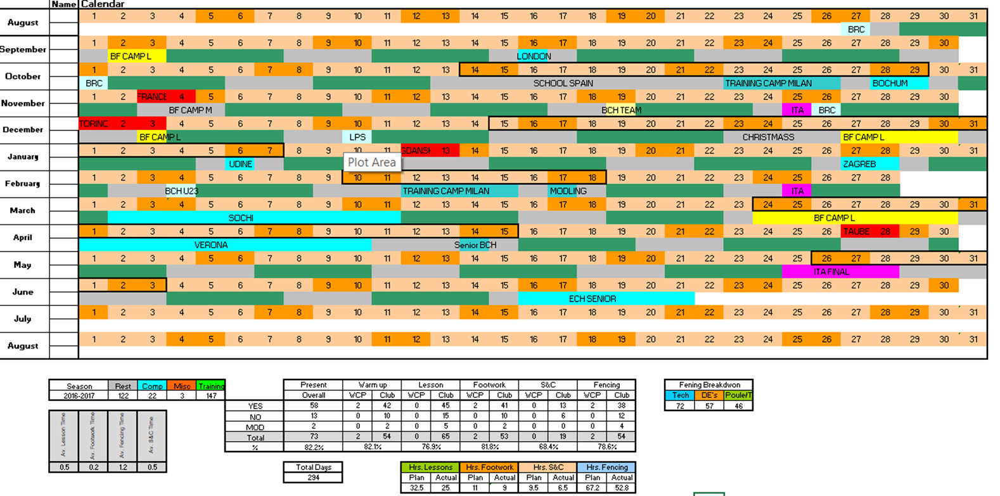 Name Calendar
August 1 2 3 4 5 6 7 8 9 10 11 12 13 14 15 16 17 18 19 20 21 22 23 24 25 26 27 28 29 30 31
BRC
September 1 2 3 4 5 6 7 8 9 10 11 12 13 14 15 16 17 18 19 20 21 22 23 24 25 26 27 28 29 30
BF CAMP L LONDON
October 1 2 3 4 5 6 7 8 9 10 11 12 13 14 15 16 17 18 19 20 21 22 23 24 25 26 27 28 29 30 31
BRC SCHOOL SPAIN TRAINING CAMP MILAN BOCHUM
November 1 2 FRANCE 4 5 6 7 8 9 10 11 12 13 14 15 16 17 18 19 20 21 22 23 24 25 26 27 28 29 30
BF CAMP M BCH TEAM ITA BRC
December TORINC 2 3 4 5 6 7 8 9 10 11 12 13 14 15 16 17 18 19 20 21 22 23 24 25 26 27 28 29 30 31
BF CAMP L LPS CHRISTMASS BF CAMP L
January 1 2 3 4 5 6 7 8 9 10 11 GDANSK 13 14 15 16 17 18 19 20 21 22 23 24 25 26 27 28 29 30 31
UDINE Plot Area ZAGREB
February 1 2 3 4 5 6 7 8 9 10 11 12 13 14 15 16 17 18 19 20 21 22 23 24 25 26 27 28
BCH U23 TRAINING CAMP MILAN MODLING ITA
March 1 2 3 4 5 6 7 8 9 10 11 12 13 14 15 16 17 18 19 20 21 22 23 24 25 26 27 28 29 30 31
SOCHI BF CAMP L
April 1 2 3 4 5 6 7 8 9 10 11 12 13 14 15 16 17 18 19 20 21 22 23 24 25 26 TAUBE 28 29 30
VERONA Senior BCH
May 1 2 3 4 5 6 7 8 9 10 11 12 13 14 15 16 17 18 19 20 21 22 23 24 25 26 27 28 29 30 31
ITA FINAL
June 1 2 3 4 5 6 7 8 9 10 11 12 13 14 15 16 17 18 19 20 21 22 23 24 25 26 27 28 29 30
ECH SENIOR
July 1 2 3 4 5 6 7 8 9 10 11 12 13 14 15 16 17 18 19 20 21 22 23 24 25 26 27 28 29 30 31
August 1 2 3 4 5 6 7 8 9 10 11 12 13 14 15 16 17 18 19 20 21 22 23 24 25 26 27 28 29 30 31
Season Rest Comp Misc Training
2016-2017 122 22 3 147
Av. Lesson Time Av. Footwork Time Av. Fencing Time Av. S&C Time
0.5 0.2 1.2 0.5
Present Warm up Lesson Footwork S&C Fencing
Overall WCP Club WCP Club WCP Club WCP Club WCP Club
YES 58 2 42 0 45 2 41 0 13 2 38
NO 13 0 10 0 15 0 10 0 6 0 12
MOD 2 0 2 0 5 0 2 0 0 0 4
Total 73 2 54 0 65 2 53 0 19 2 54
% 82.2% 82.1% 76.9% 81.8% 68.4% 78.6%
Fening Breakdwon
Tech DE's Poule/T
72 57 46
Total Days
294
Hrs. Lessons Hrs. Footwork Hrs. S&C Hrs. Fencing
Plan Actual Plan Actual Plan Actual Plan Actual
32.5 25 11 9 9.5 6.5 67.2 52.8